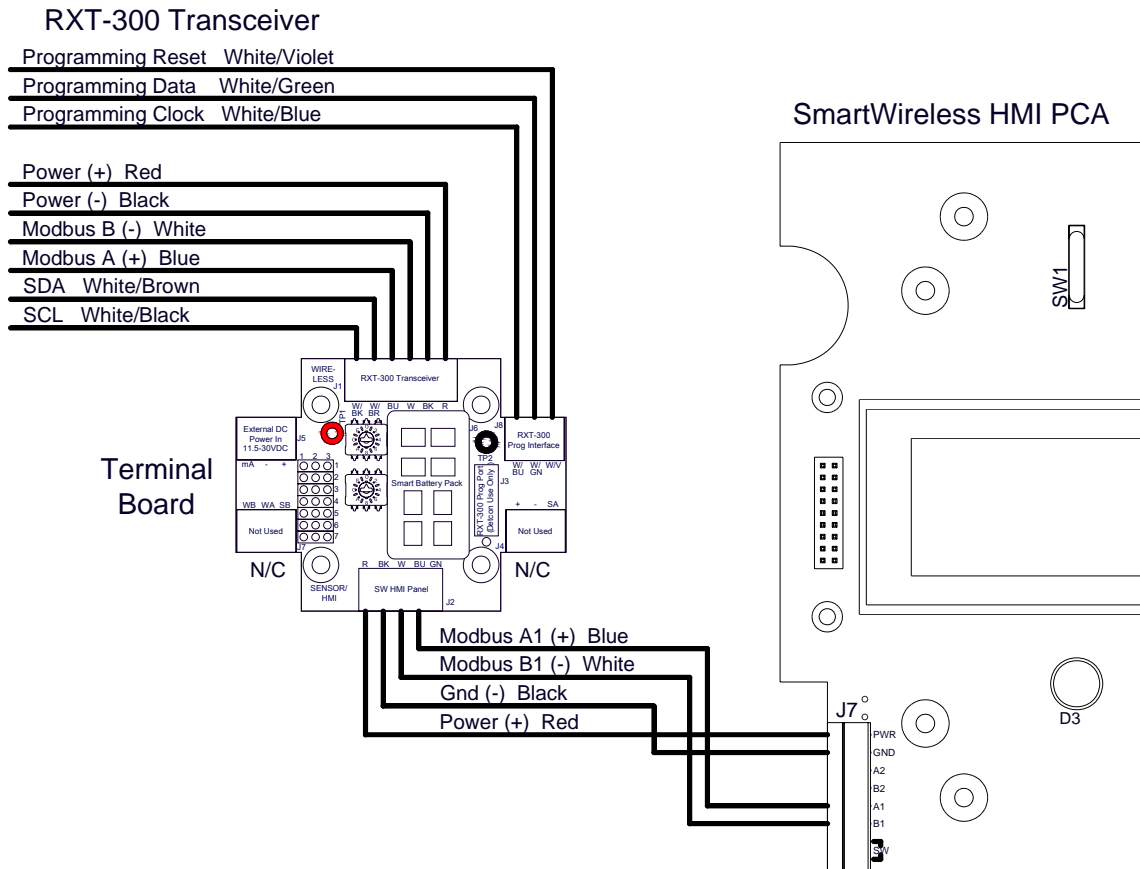 RXT-300 Transceiver
Programming Reset White/Violet
Programming Data White/Green
Programming Clock White/Blue
Power (+) Red
Power (-) Black
Modbus B (-) White
Modbus A (+) Blue
SDA White/Brown
SCL White/Black
SmartWireless HMI PCA
SW1
WIRE-
LESS
J1
RXT-300 Transceiver
W/
BK
W/
BR
BU
W
BK
R
TP1
External DC
Power In
11.5-30VDC
J5
mA - +
1 2 3
1
2
3
4
5
6
7
WB WA SB
Not Used
J7
N/C
Terminal
Board
Smart Battery Pack
J6
TP2
J8
RXT-300
Prog Interface
W/
BU
W/
GN
W/V
J3
RXT-300 Prog Port
(Detcon Use Only)
+ - SA
Not Used
J4
N/C
R BK W BU GN
SENSOR/
HMI
SW HMI Panel
J2
Modbus A1 (+) Blue
Modbus B1 (-) White
Gnd (-) Black
Power (+) Red
J7
PWR
GND
A2
B2
A1
B1
SW
D3